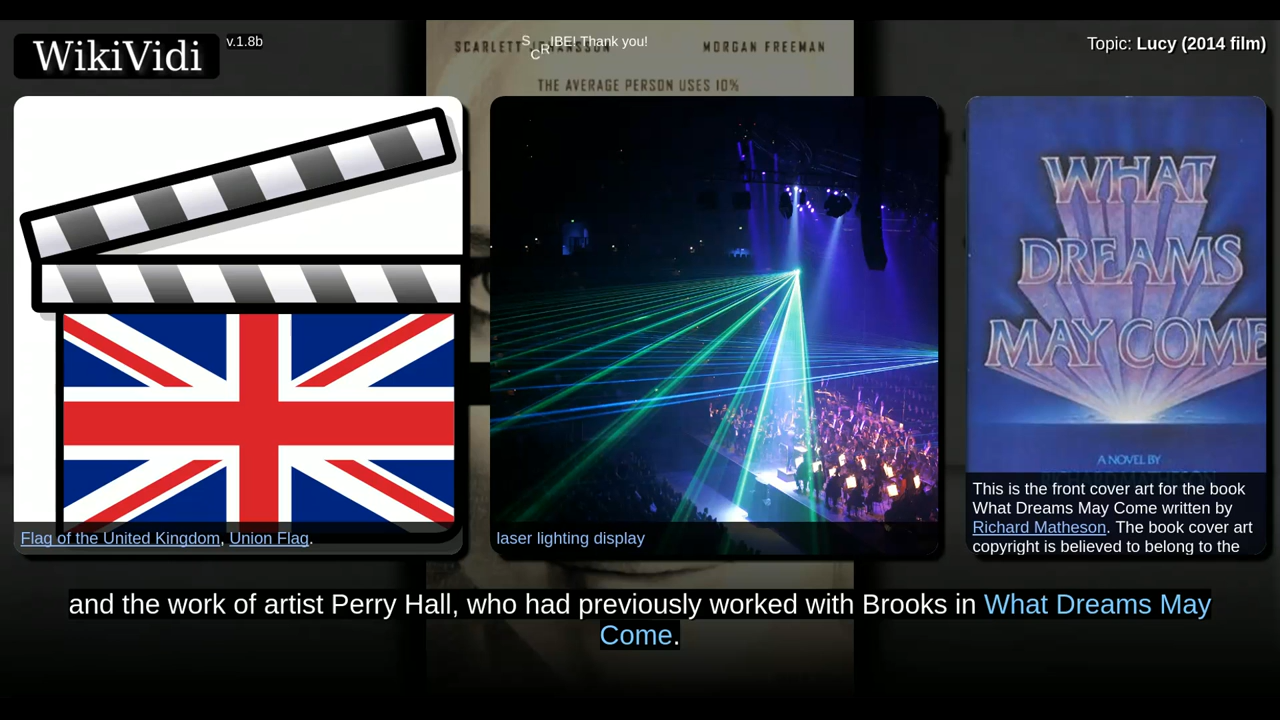 WikiVidi
v.1.8b
SCRIBE! Thank you!
Topic: Lucy (2014 film)
SCARLETT
MORGAN FREEMAN
THE AVERAGE PERSON USES 10%
WHAT
DREAMS
MAY COME
A NOVEL BY
Flag of the United Kingdom, Union Flag.
laser lighting display
This is the front cover art for the book
What Dreams May Come written by
Richard Matheson. The book cover art
copyright is believed to belong to the
and the work of artist Perry Hall, who had previously worked with Brooks in What Dreams May
Come.